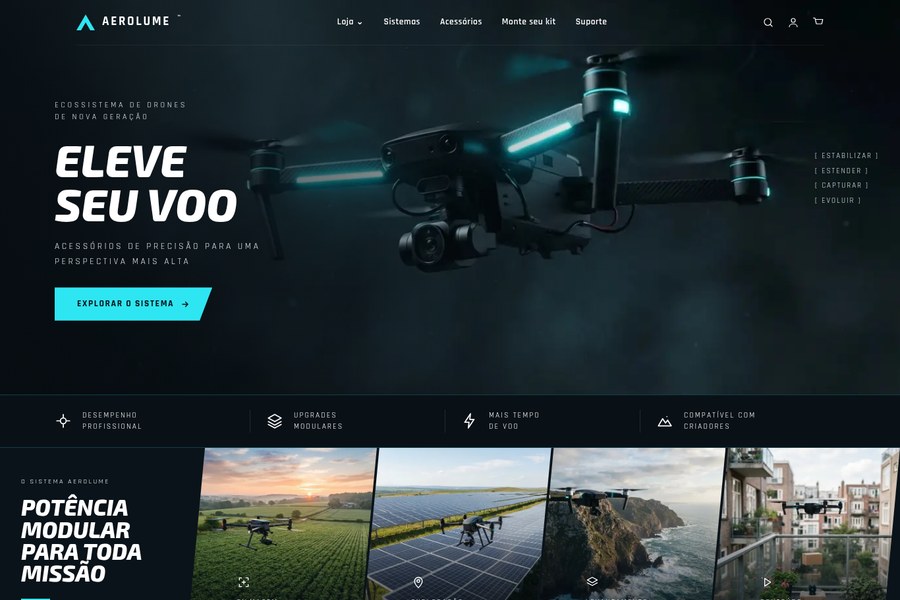 AEROLUME ™
Loja
Sistemas
Acessórios
Monte seu kit
Suporte
ECOSSISTEMA DE DRONES
DE NOVA GERAÇÃO
ELEVE
SEU VOO
ACESSÓRIOS DE PRECISÃO PARA UMA
PERSPECTIVA MAIS ALTA
EXPLORAR O SISTEMA →
[ ESTABILIZAR ]
[ ESTENDER ]
[ CAPTURAR ]
[ EVOLUIR ]
DESEMPENHO
PROFISSIONAL
UPGRADES
MODULARES
MAIS TEMPO
DE VOO
COMPATÍVEL COM
CRIADORES
O SISTEMA AEROLUME
POTÊNCIA
MODULAR
PARA TODA
MISSÃO